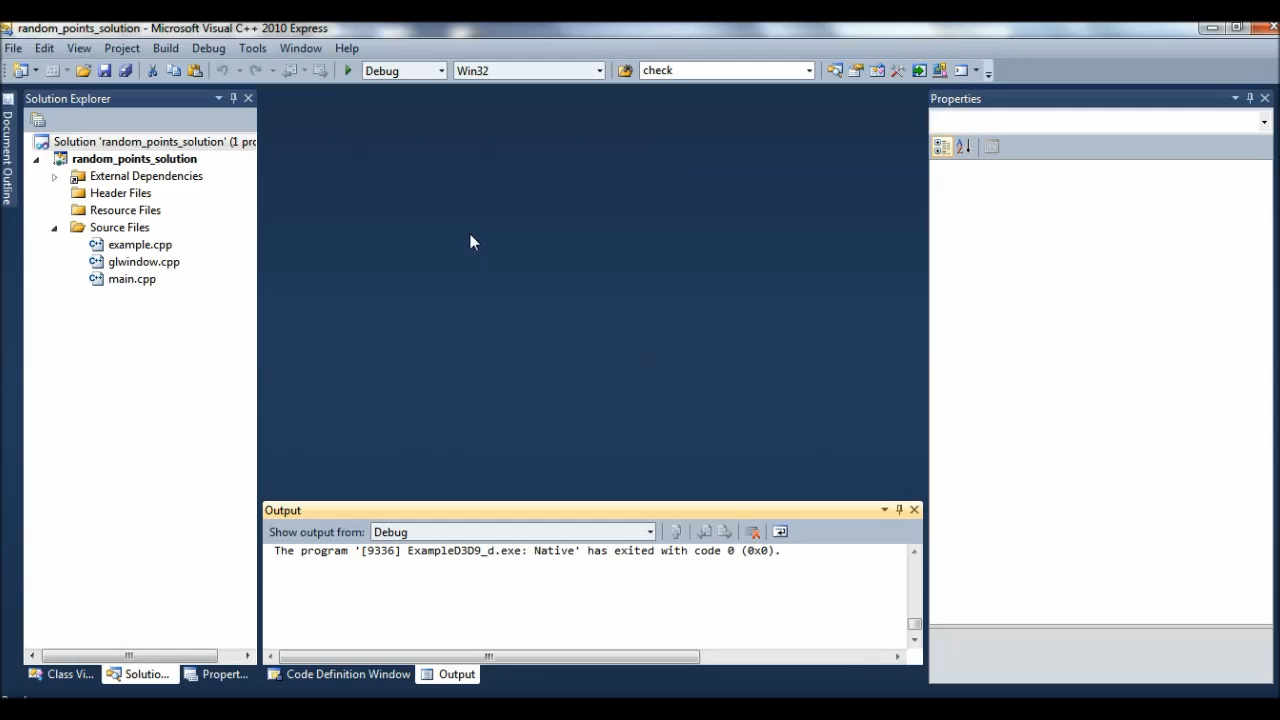 random_points_solution - Microsoft Visual C++ 2010 Express
File Edit View Project Build Debug Tools Window Help
Debug Win32 check
Document Outline
Solution Explorer
Solution 'random_points_solution' (1 pro
random_points_solution
External Dependencies
Header Files
Resource Files
Source Files
example.cpp
glwindow.cpp
main.cpp
Class Vi... Solutio... Propert...
Output
Show output from: Debug
The program '[9336] ExampleD3D9_d.exe: Native' has exited with code 0 (0x0).
Code Definition Window Output
Properties